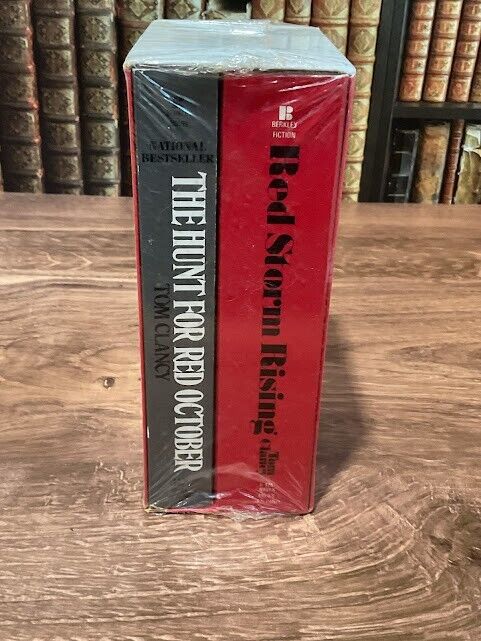 NATIONAL
BESTSELLER
THE HUNT FOR RED OCTOBER
TOM CLANCY
B
BERKLEY
FICTION
Red Storm Rising
Tom
Clancy